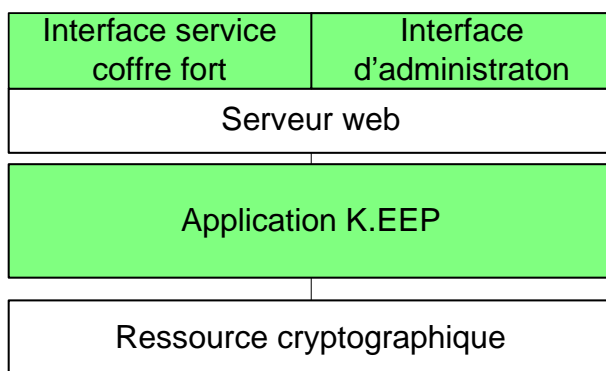 Interface service
coffre fort
Interface
d'administraton
Serveur web
Application K.EEP
Ressource cryptographique